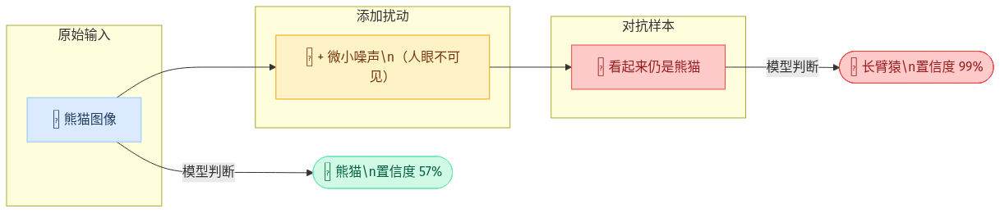 原始输入
熊猫图像
模型判断
熊猫\n置信度 57%
添加扰动
+ 微小噪声\n（人眼不可
见）
对抗样本
看起来仍是熊猫
模型判断
长臂猿\n置信度 99%